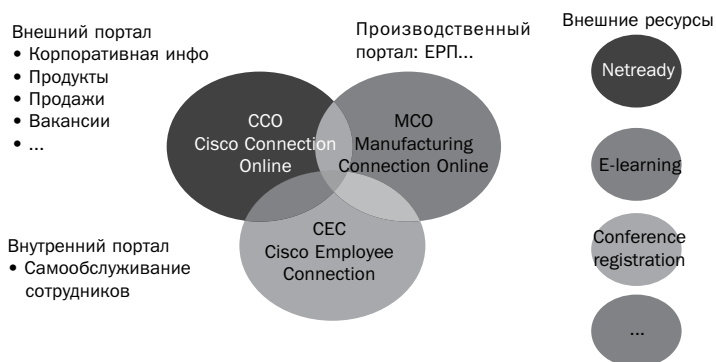 Внешний портал
• Корпоративная инфо
• Продукты
• Продажи
• Вакансии
• ...
Производственный
портал: ЕРП...
Внешние ресурсы
CCO
Cisco Connection
Online
MCO
Manufacturing
Connection Online
CEC
Cisco Employee
Connection
Внутренний портал
• Самообслуживание
сотрудников
Netready
E-learning
Conference
registration
...